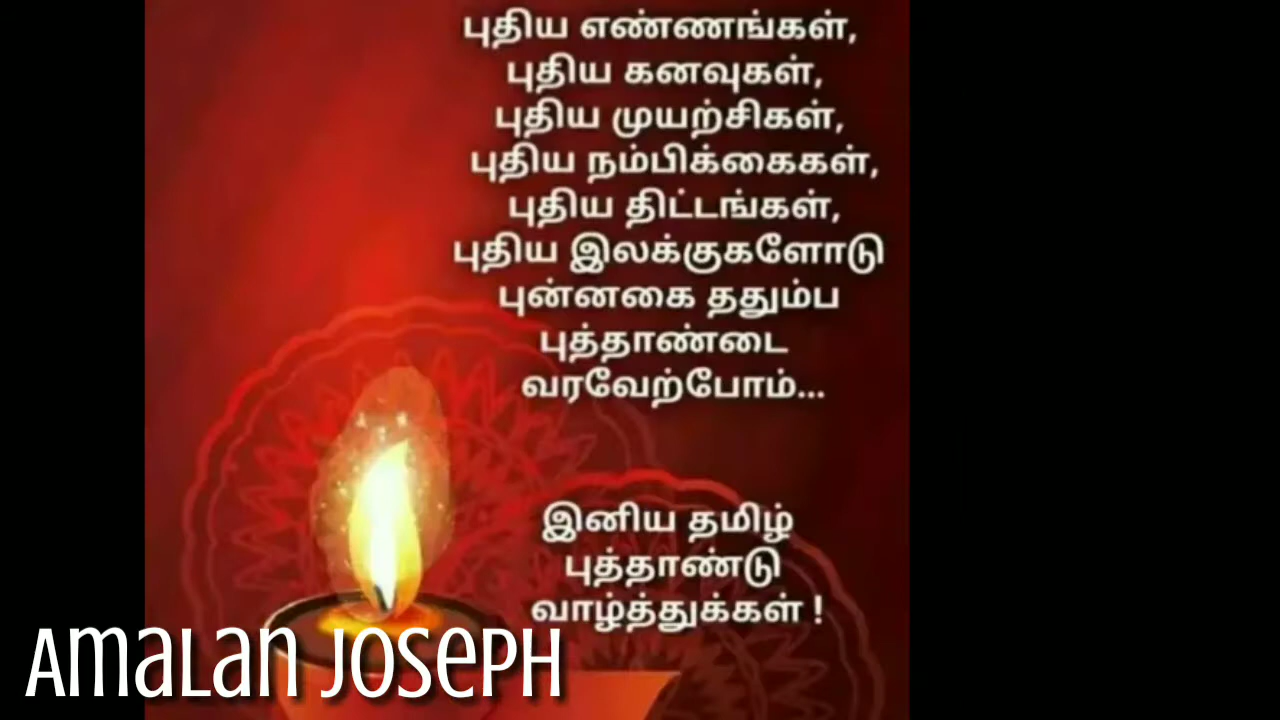 புதிய எண்ணங்கள்,
புதிய கனவுகள்,
புதிய முயற்சிகள்,
புதிய நம்பிக்கைகள்,
புதிய திட்டங்கள்,
புதிய இலக்குகளோடு
புன்னகை ததும்ப
புத்தாண்டை
வரவேற்போம்...
இனிய தமிழ்
புத்தாண்டு
வாழ்த்துக்கள் !
AMALAN JOSEPH